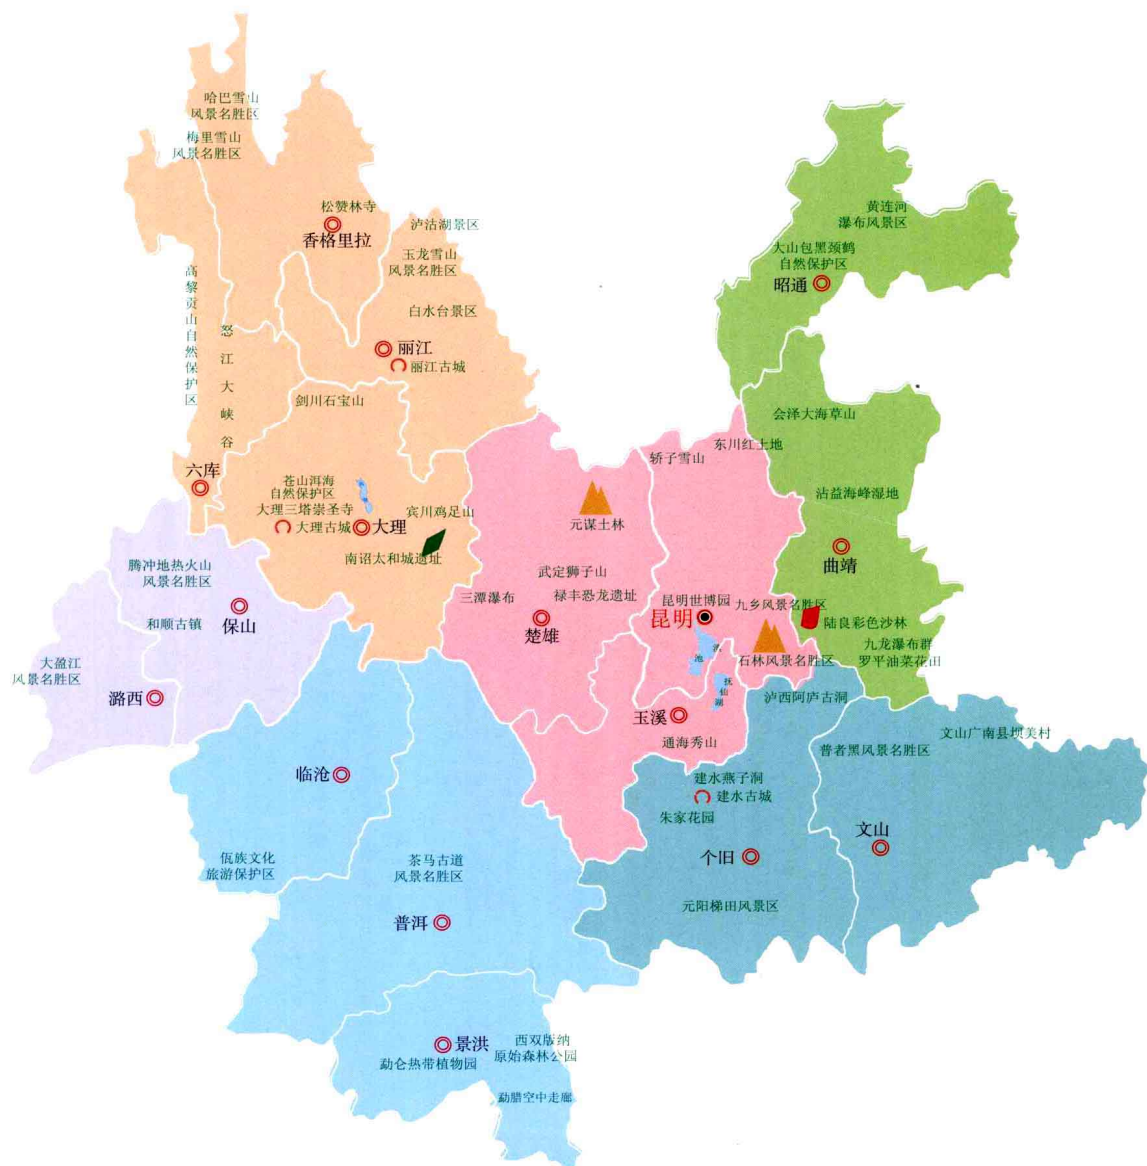 哈巴雪山
风景名胜区
梅里雪山
风景名胜区
松赞林寺
香格里拉
泸沽湖景区
玉龙雪山
风景名胜区
白水台景区
高黎贡山自然保护区
怒江大峡谷
丽江
丽江古城
剑川石宝山
六库
苍山洱海
自然保护区
大理三塔崇圣寺
大理古城
大理
宾川鸡足山
南诏太和城遗址
黄连河
瀑布风景区
大山包黑颈鹤
自然保护区
昭通
会泽大海草山
东川红土地
轿子雪山
沾益海峰湿地
曲靖
元谋土林
武定狮子山
三潭瀑布
禄丰恐龙遗址
楚雄
昆明世博园
昆明
九乡风景名胜区
陆良彩色沙林
九龙瀑布群
罗平油菜花田
石林风景名胜区
滇池
抚仙湖
玉溪
通海秀山
泸西阿庐古洞
腾冲地热火山
风景名胜区
和顺古镇
保山
大盈江
风景名胜区
潞西
临沧
佤族文化
旅游保护区
茶马古道
风景名胜区
普洱
景洪
勐仑热带植物园
西双版纳
原始森林公园
勐腊空中走廊
建水燕子洞
建水古城
朱家花园
个旧
元阳梯田风景区
普者黑风景名胜区
文山广南县坝美村
文山